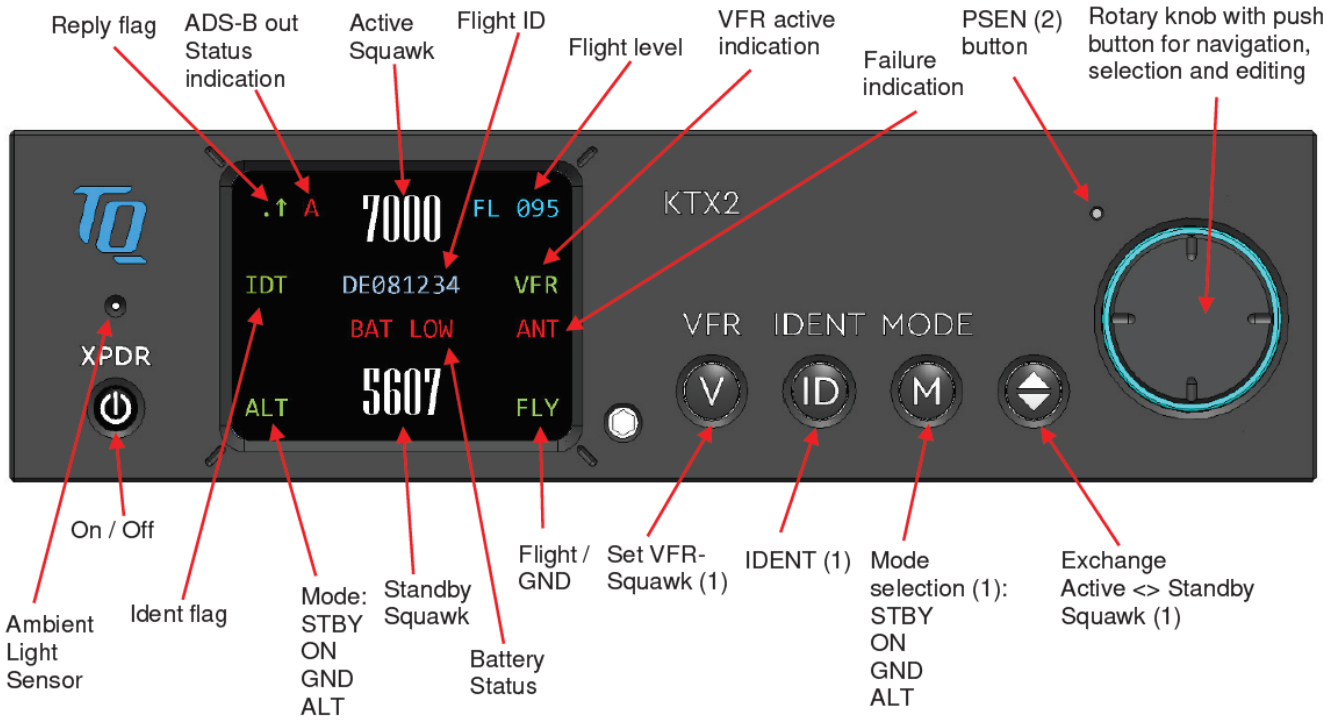 Reply flag
ADS-B out
Status
indication
Active
Squawk
Flight ID
Flight level
VFR active
indication
Failure
indication
PSEN (2)
button
Rotary knob with push
button for navigation,
selection and editing
TQ
.↑ A
7000
FL 095
KTX2
IDT
DE081234
VFR
BAT LOW
ANT
XPDR
5607
ALT
FLY
VFR
IDENT
MODE
V
ID
M
On / Off
Ambient
Light
Sensor
Ident flag
Mode:
STBY
ON
GND
ALT
Standby
Squawk
Battery
Status
Flight /
GND
Set VFR-
Squawk (1)
IDENT (1)
Mode
selection (1):
STBY
ON
GND
ALT
Exchange
Active <> Standby
Squawk (1)